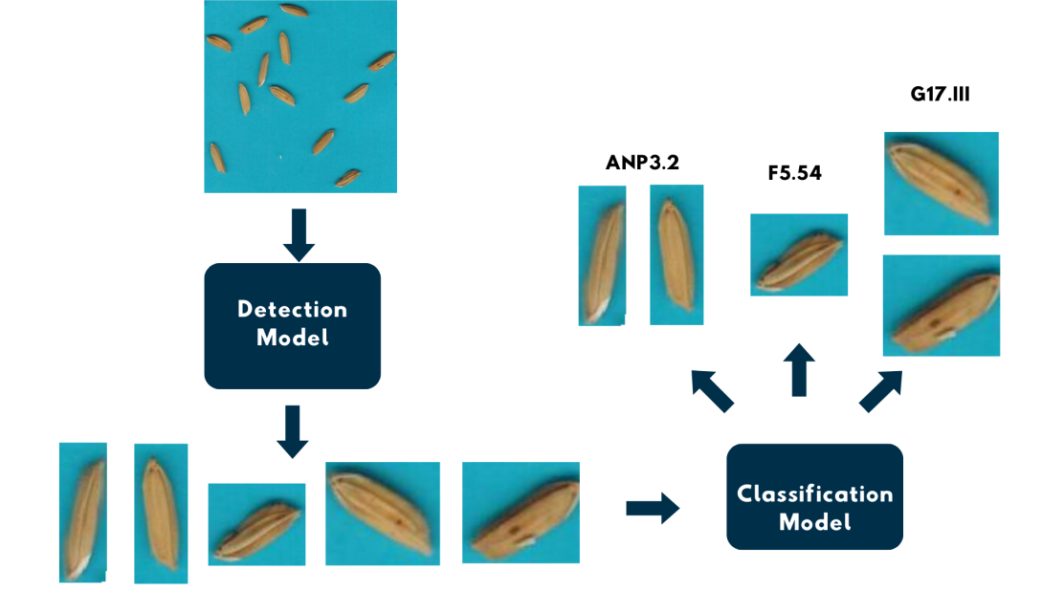 Detection
Model
ANP3.2
F5.54
G17.III
Classification
Model